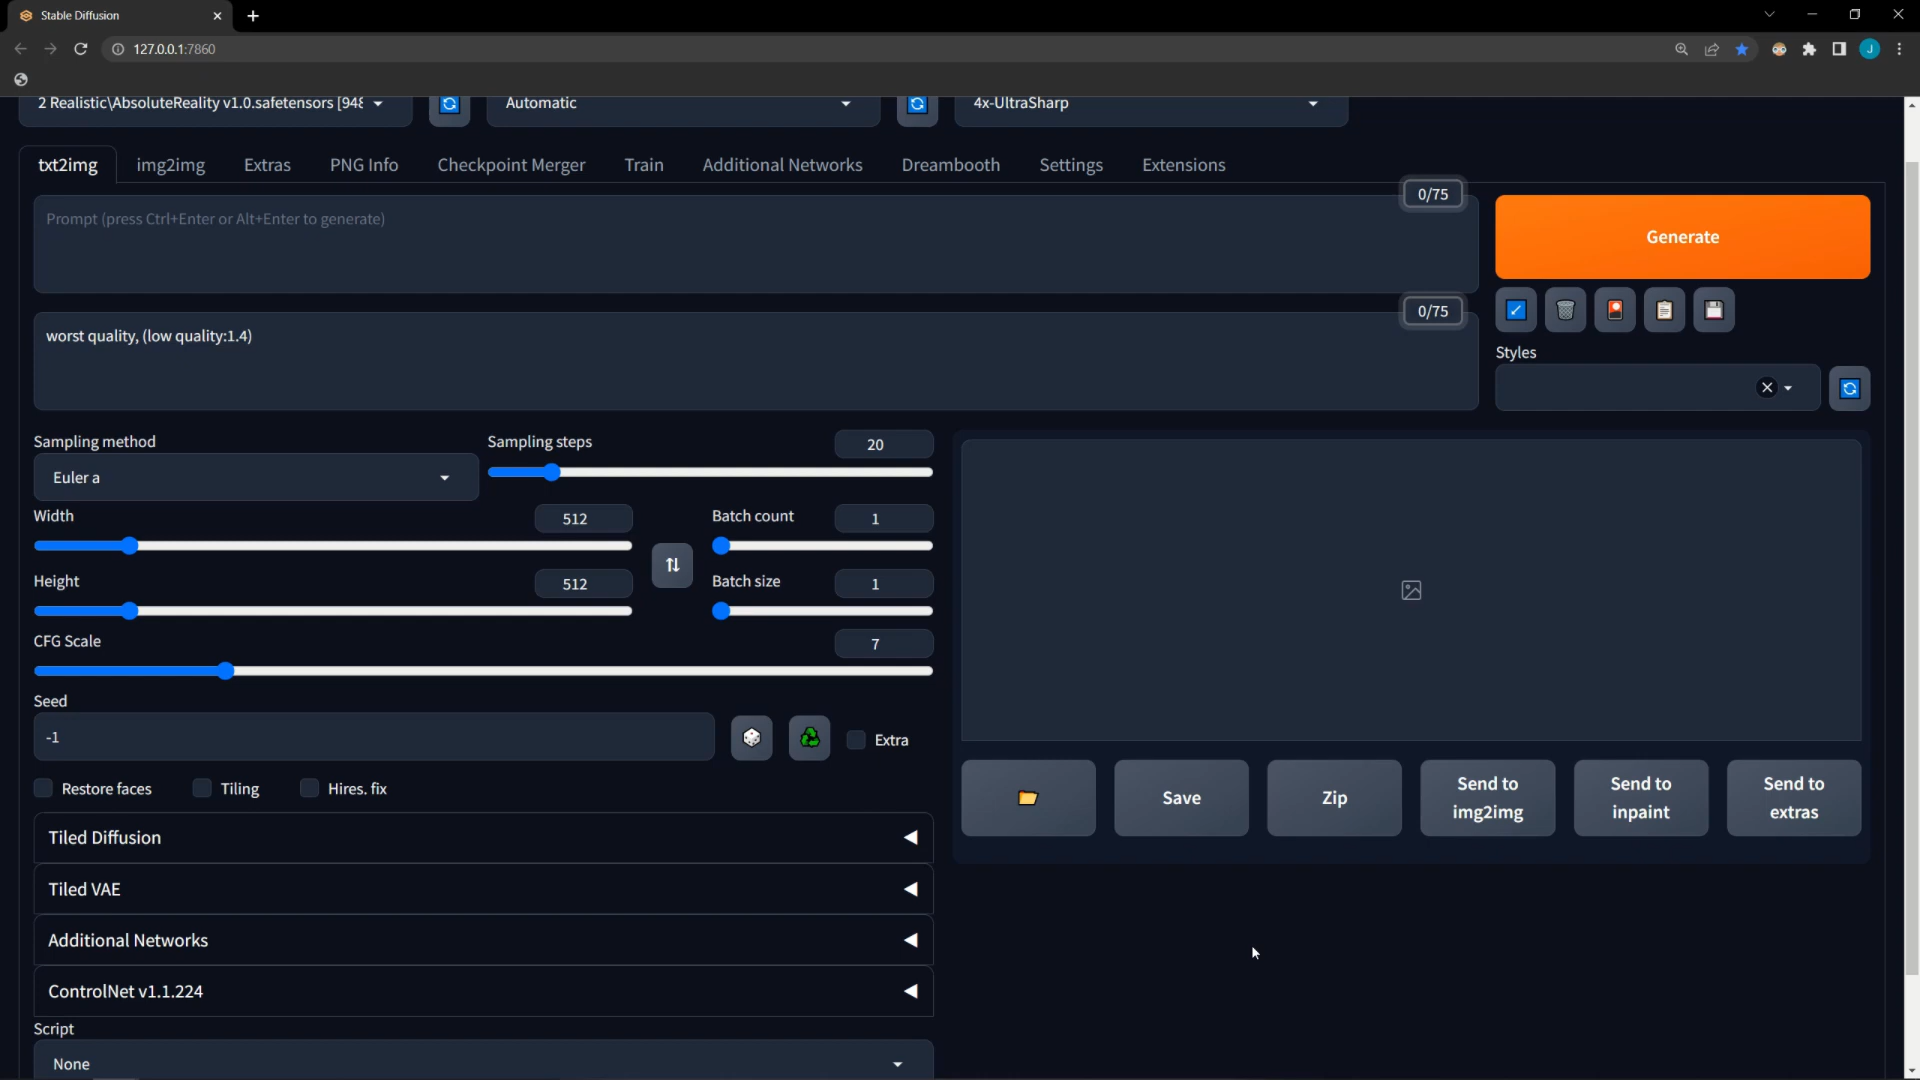 Stable Diffusion
127.0.0.1:7860
J
2 Realistic\AbsoluteReality v1.0.safetensors [948
Automatic
4x-UltraSharp
txt2img
img2img
Extras
PNG Info
Checkpoint Merger
Train
Additional Networks
Dreambooth
Settings
Extensions
0/75
Prompt (press Ctrl+Enter or Alt+Enter to generate)
Generate
0/75
worst quality, (low quality:1.4)
Styles
Sampling method
Euler a
Sampling steps
20
Width
512
Batch count
1
Height
512
Batch size
1
CFG Scale
7
Seed
-1
Extra
Restore faces
Tiling
Hires. fix
Save
Zip
Send to
img2img
Send to
inpaint
Send to
extras
Tiled Diffusion
Tiled VAE
Additional Networks
ControlNet v1.1.224
Script
None